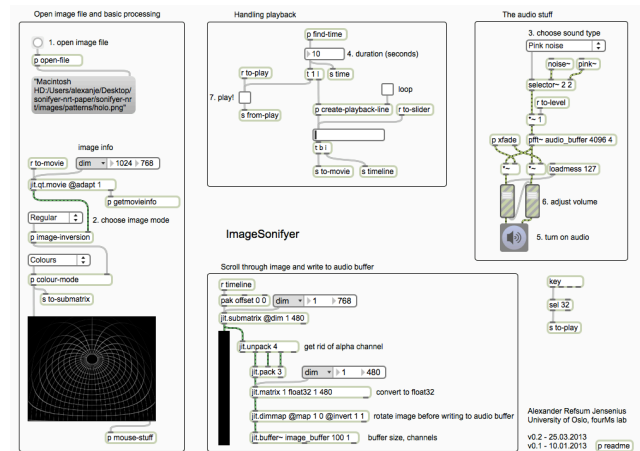 Open image file and basic processing
1. open image file
p open-file
"Macintosh
HD:/Users/alexanje/Desktop/
sonifyer-nrt-paper/sonifyer-nr
t/images/patterns/holo.png"
image info
r to-movie
dim
1024
768
jit.qt.movie @adapt 1
p getmovieinfo
Regular
2. choose image mode
p image-inversion
Colours
p colour-mode
s to-submatrix
p mouse-stuff
Handling playback
p find-time
10
4. duration (seconds)
r to-play
t 1 i
s time
loop
7. play!
s from-play
p create-playback-line
r to-slider
t b i
s to-movie
s timeline
The audio stuff
3. choose sound type
Pink noise
noise~
pink~
selector~ 2 2
r to-level
*~ 1
p xfade
pfft~ audio_buffer 4096 4
*~
*~
loadmess 127
6. adjust volume
5. turn on audio
ImageSonifyer
Scroll through image and write to audio buffer
r timeline
pak offset 0 0
dim
1
768
jit.submatrix @dim 1 480
jit.unpack 4
get rid of alpha channel
jit.pack 3
dim
1
480
jit.matrix 1 float32 1 480
convert to float32
jit.dimmap @map 1 0 @invert 1 1
rotate image before writing to audio buffer
jit.buffer~ image_buffer 100 1
buffer size, channels
key
sel 32
s to-play
Alexander Refsum Jensenius
University of Oslo, fourMs lab
v0.2 - 25.03.2013
v0.1 - 10.01.2013
p readme